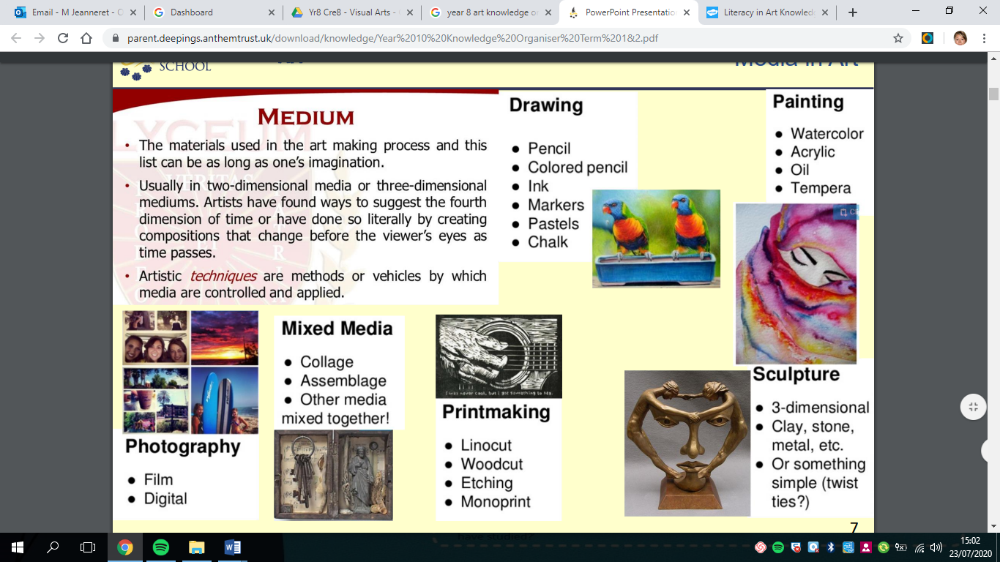 Email - M Jeanneret - O
Dashboard
Yr8 Cre8 - Visual Arts -
year 8 art knowledge o
PowerPoint Presentatio
Literacy in Art Knowled
parent.deepings.anthemtrust.uk/download/knowledge/Year%2010%20Knowledge%20Organiser%20Term%201&2.pdf
SCHOOL
Media in Art
MEDIUM
• The materials used in the art making process and this
list can be as long as one's imagination.
• Usually in two-dimensional media or three-dimensional
mediums. Artists have found ways to suggest the fourth
dimension of time or have done so literally by creating
compositions that change before the viewer's eyes as
time passes.
• Artistic techniques are methods or vehicles by which
media are controlled and applied.
LYCEUM
VERITAS
Drawing
● Pencil
● Colored pencil
● Ink
● Markers
● Pastels
● Chalk
Painting
● Watercolor
● Acrylic
● Oil
● Tempera
Photography
● Film
● Digital
Mixed Media
● Collage
● Assemblage
● Other media
mixed together!
I was never cool, but I got something to say.
Printmaking
● Linocut
● Woodcut
● Etching
● Monoprint
Sculpture
● 3-dimensional
● Clay, stone,
metal, etc.
● Or something
simple (twist
ties?)
7
have studied?
15:02
23/07/2020